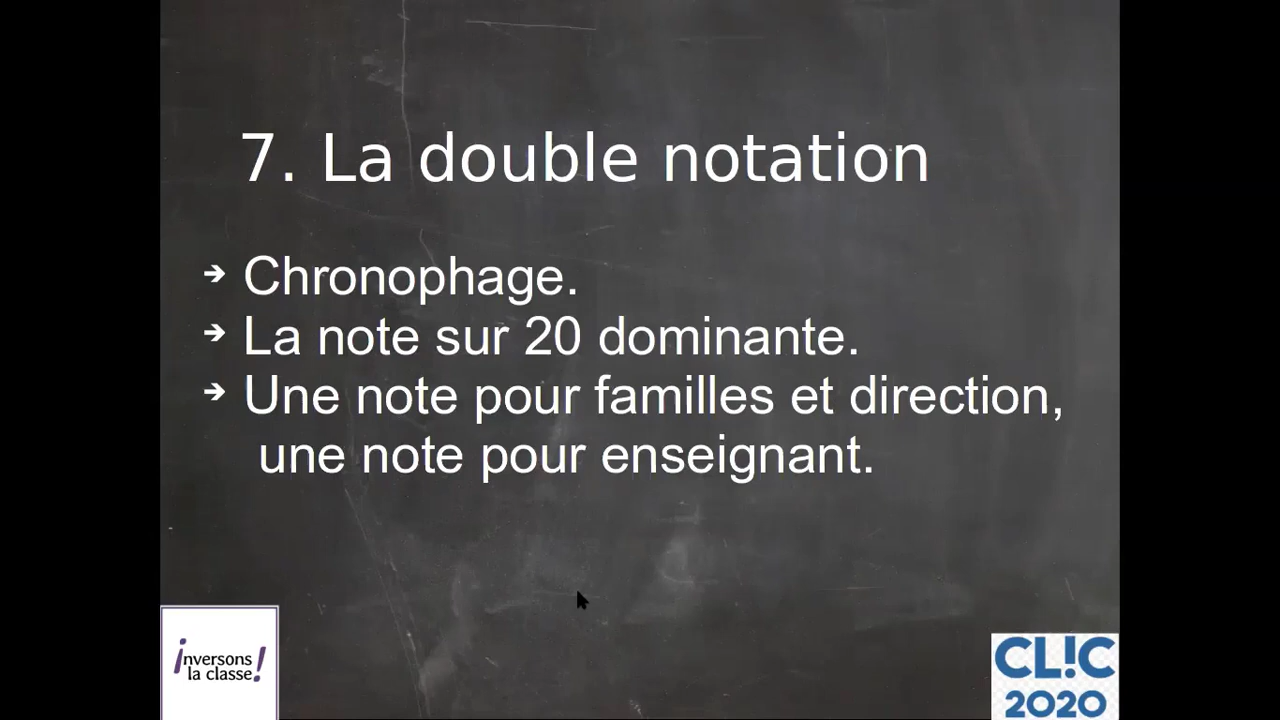 7. La double notation
➔ Chronophage.
➔ La note sur 20 dominante.
➔ Une note pour familles et direction,
une note pour enseignant.
¡nversons
la classe!
CL!C
2020